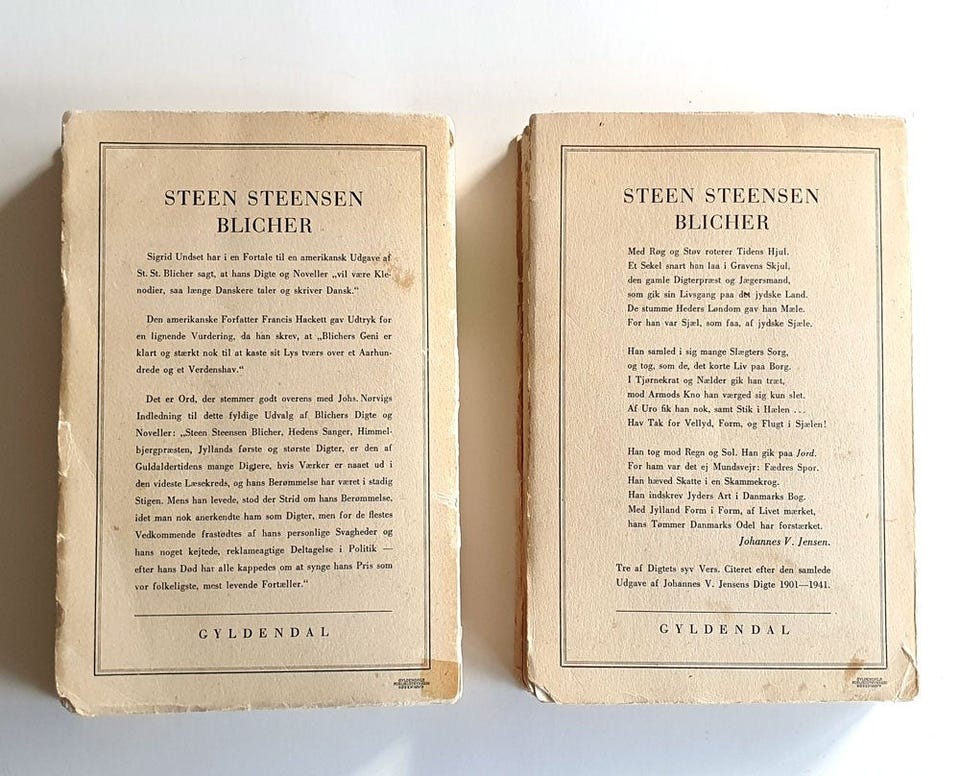 STEEN STEENSEN
BLICHER
Sigrid Undset har i en Fortale til en amerikansk Udgave af
St. St. Blicher sagt, at hans Digte og Noveller „vil være Kle-
nodier, saa længe Danskere taler og skriver Dansk.“
Den amerikanske Forfatter Francis Hackett gav Udtryk for
en lignende Vurdering, da han skrev, at „Blichers Geni er
klart og stærkt nok til at kaste sit Lys tværs over et Aarhun-
drede og et Verdenshav.“
Det er Ord, der stemmer godt overens med Johs. Nørvigs
Indledning til dette fyldige Udvalg af Blichers Digte og
Noveller: „Steen Steensen Blicher, Hedens Sanger, Himmel-
bjergpræsten, Jyllands første og største Digter, er den af
Guldaldertidens mange Digtere, hvis Værker er naaet ud i
den videste Læsekreds, og hans Berømmelse har været i stadig
Stigen. Mens han levede, stod der Strid om hans Berømmelse,
idet man nok anerkendte ham som Digter, men for de flestes
Vedkommende frastødtes af hans personlige Svagheder og
hans noget kejtede, reklameagtige Deltagelse i Politik —
efter hans Død har alle kappedes om at synge hans Pris som
vor folkeligste, mest levende Fortæller.“
GYLDENDAL
STEEN STEENSEN
BLICHER
Med Røg og Støv roterer Tidens Hjul.
Et Sekel snart han laa i Gravens Skjul,
den gamle Digterpræst og Jægersmand,
som gik sin Livsgang paa det jydske Land.
De stumme Heders Løndom gav han Mæle.
For han var Sjæl, som faa, af jydske Sjæle.
Han samled i sig mange Slægters Sorg,
og tog, som de, det korte Liv paa Borg.
I Tjørnekrat og Nælder gik han træt,
mod Armods Kno han værged sig kun slet.
Af Uro fik han nok, samt Stik i Hælen ...
Hav Tak for Vellyd, Form, og Flugt i Sjælen!
Han tog mod Regn og Sol. Han gik paa Jord.
For ham var det ej Mundsvejr: Fædres Spor.
Han hæved Skatte i en Skammekrog.
Han indskrev Jyders Art i Danmarks Bog.
Med Jylland Form i Form, af Livet mærket,
hans Tømmer Danmarks Odel har forstærket.
Johannes V. Jensen.
Tre af Digtets syv Vers. Citeret efter den samlede
Udgave af Johannes V. Jensens Digte 1901—1941.
GYLDENDAL